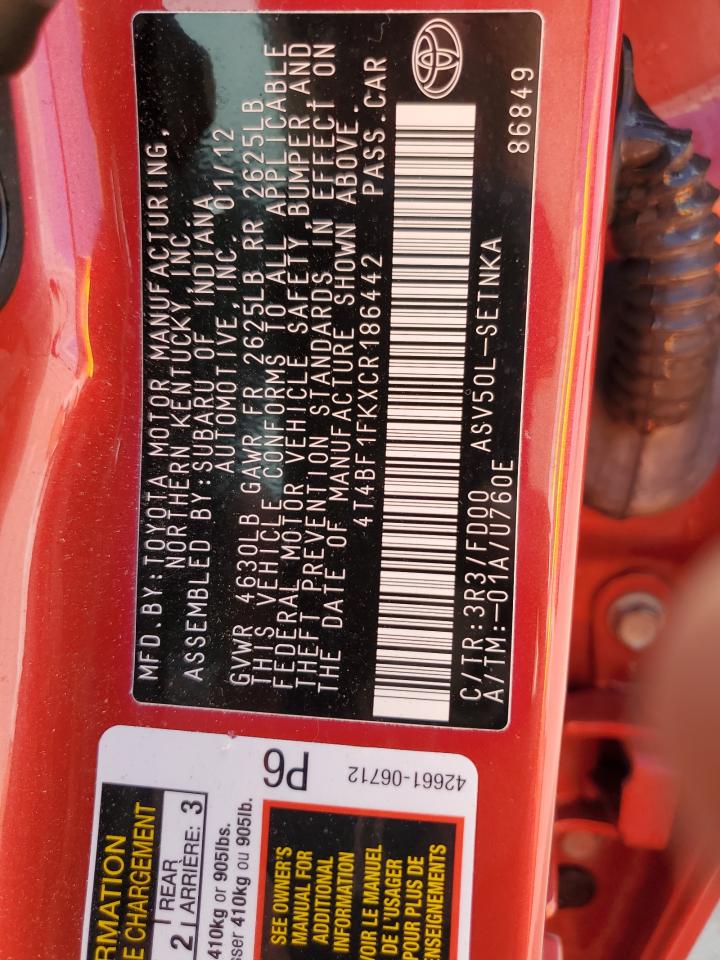 MFD.BY:TOYOTA MOTOR MANUFACTURING,
NORTHERN KENTUCKY,INC.
ASSEMBLED BY:SUBARU OF INDIANA
AUTOMOTIVE,INC. 01/12
GVWR 4630LB GAWR FR 2625LB RR 2625LB
THIS VEHICLE CONFORMS TO ALL APPLICABLE
FEDERAL MOTOR VEHICLE SAFETY,BUMPER,AND
THEFT PREVENTION STANDARDS IN EFFECT ON
THE DATE OF MANUFACTURE SHOWN ABOVE.
4T4BF1FKXCR186442 PASS.CAR
C/TR:3R3/FD00 ASV50L-SETNKA
A/TM:-01A/U760E 86849
RMATION
E CHARGEMENT
2 REAR
ARRIÈRE: 3
410kg or 905lbs.
sser 410kg ou 905lb.
P6
42661-06712
SEE OWNER'S
MANUAL FOR
ADDITIONAL
INFORMATION
VOIR LE MANUEL
DE L'USAGER
POUR PLUS DE
RENSEIGNEMENTS